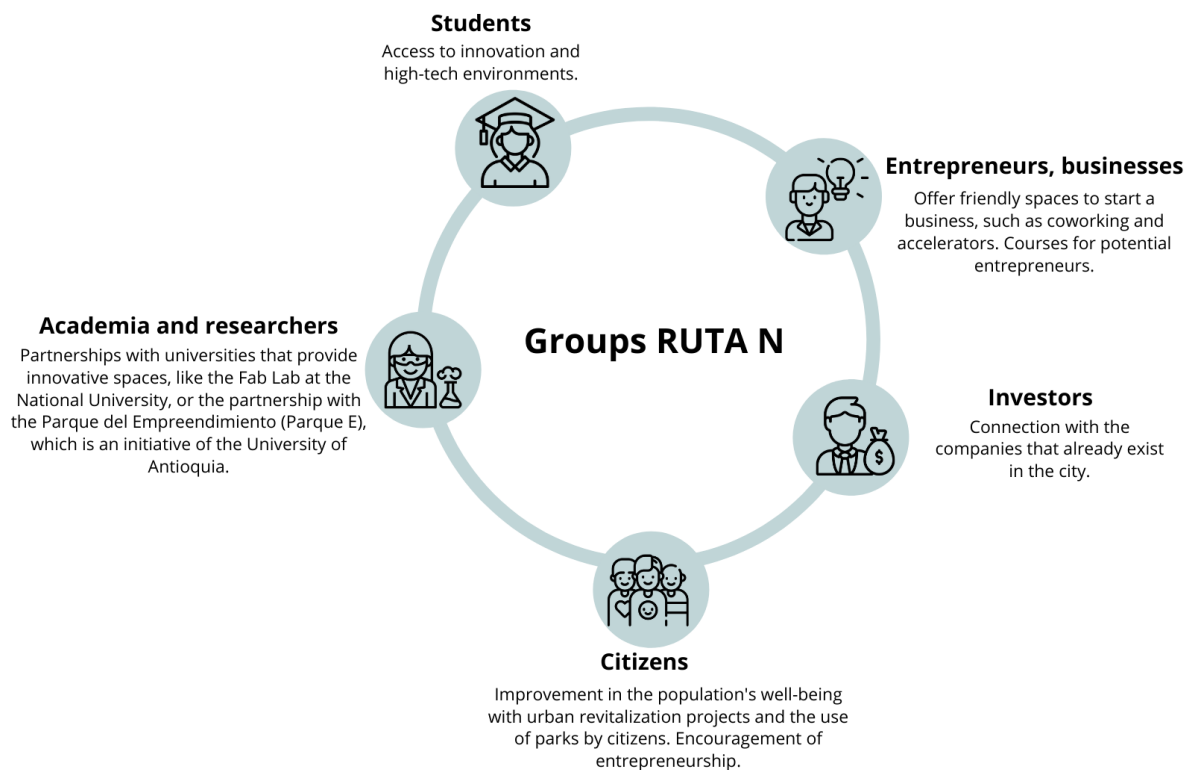 Students
Access to innovation and
high-tech environments.
Entrepreneurs, businesses
Offer friendly spaces to start a
business, such as coworking and
accelerators. Courses for potential
entrepreneurs.
Groups RUTA N
Academia and researchers
Partnerships with universities that provide
innovative spaces, like the Fab Lab at the
National University, or the partnership with
the Parque del Empreendimiento (Parque E),
which is an initiative of the University of
Antioquia.
Investors
Connection with the
companies that already exist
in the city.
$
Citizens
Improvement in the population's well-being
with urban revitalization projects and the use
of parks by citizens. Encouragement of
entrepreneurship.